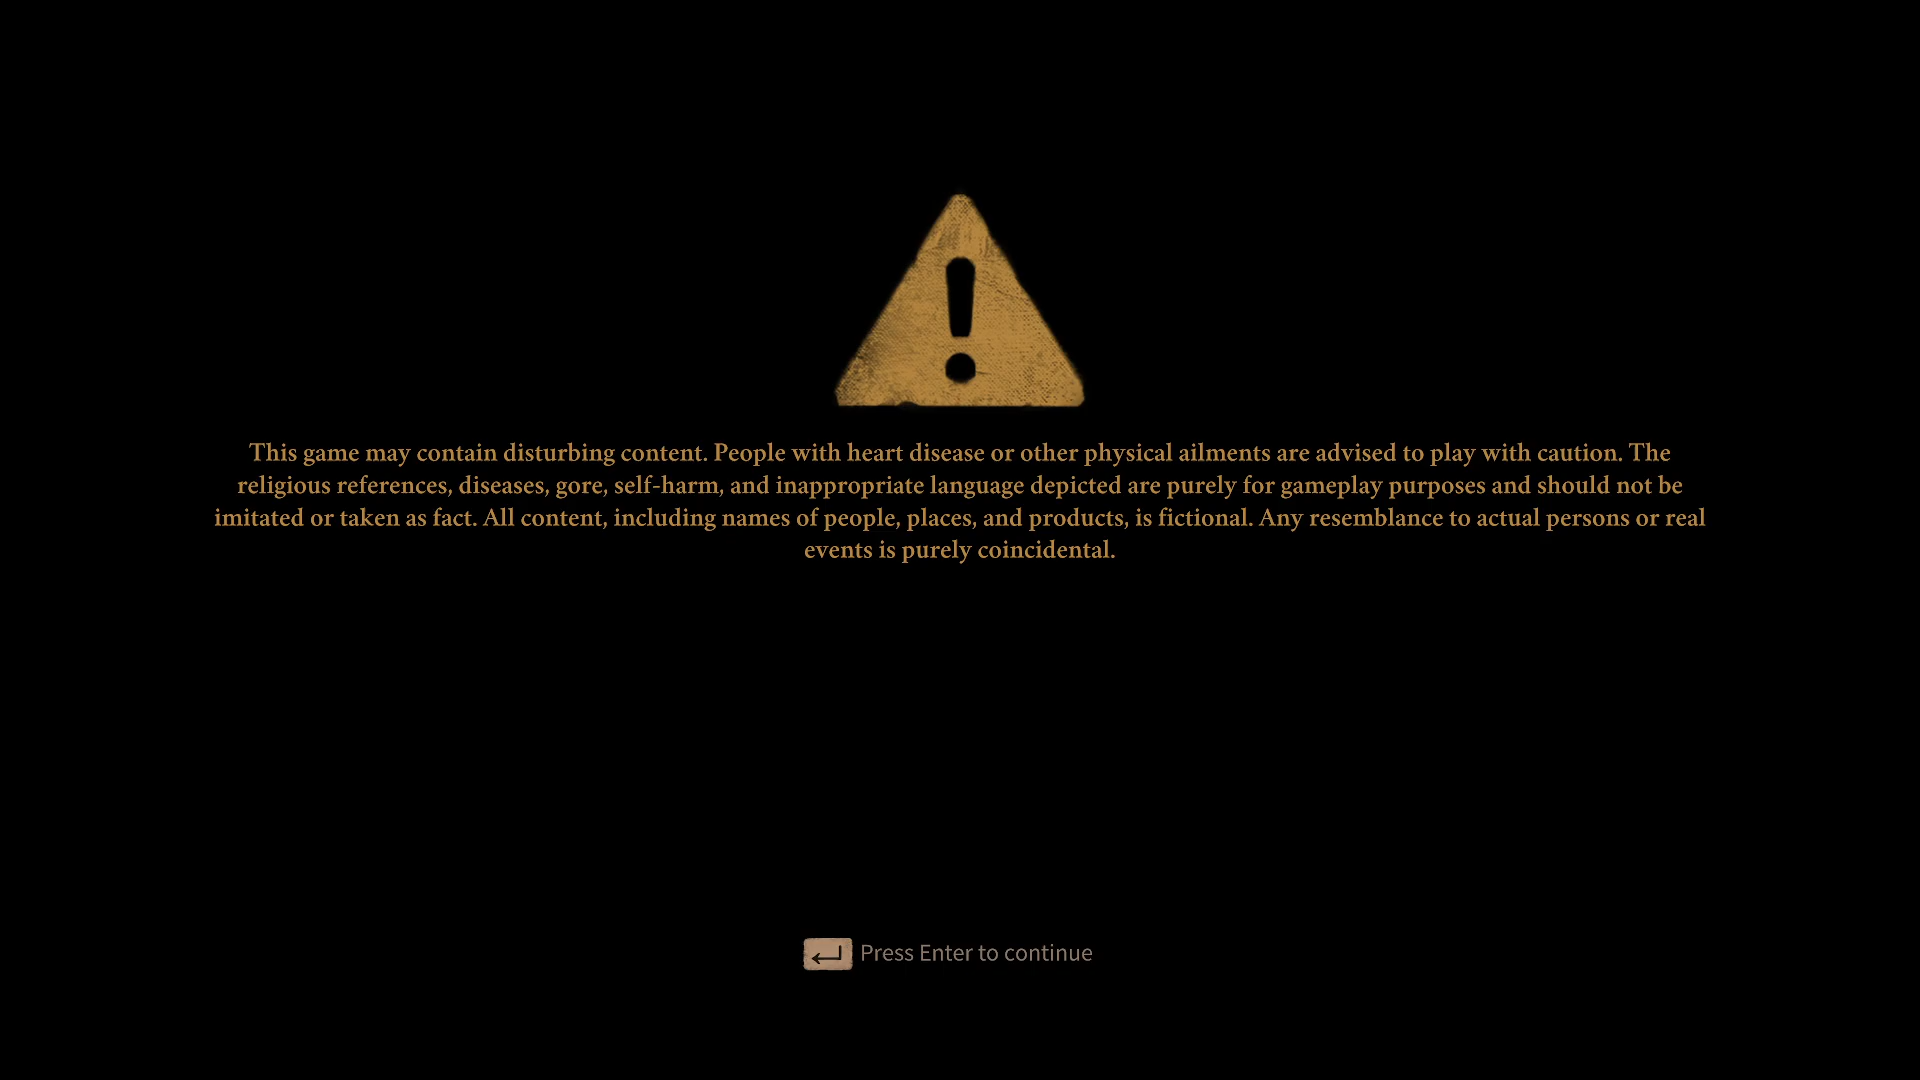 This game may contain disturbing content. People with heart disease or other physical ailments are advised to play with caution. The
religious references, diseases, gore, self-harm, and inappropriate language depicted are purely for gameplay purposes and should not be
imitated or taken as fact. All content, including names of people, places, and products, is fictional. Any resemblance to actual persons or real
events is purely coincidental.
Press Enter to continue